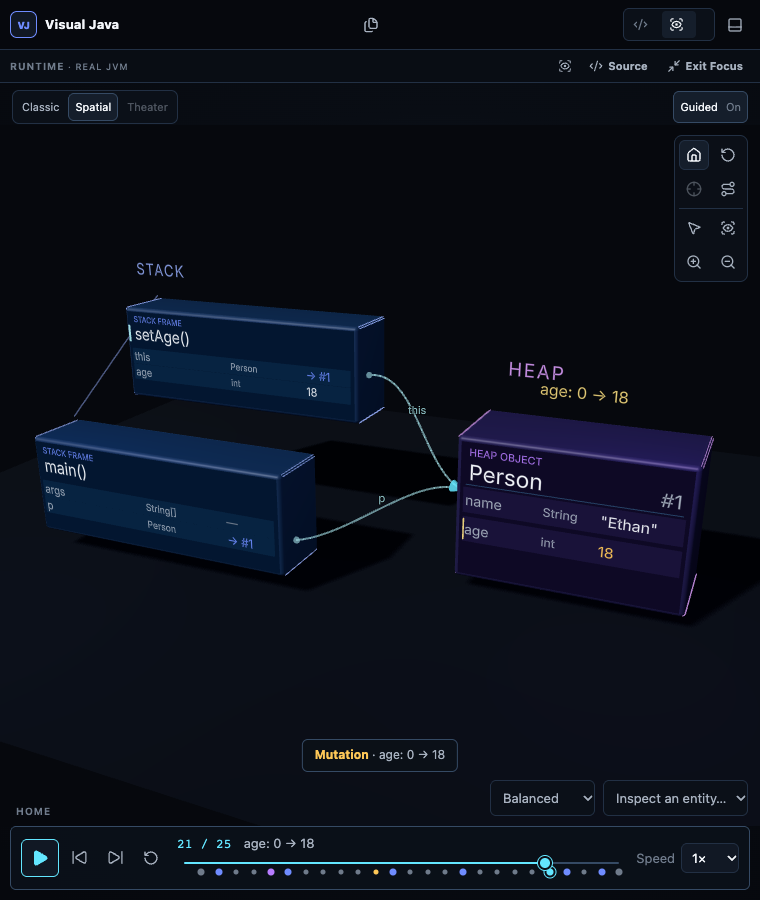 VJ Visual Java
RUNTIME · REAL JVM
</> Source
Exit Focus
Classic Spatial Theater
Guided On
STACK
STACK FRAME
setAge()
this Person → #1
age int 18
this
STACK FRAME
main()
args String[] —
p Person → #1
p
HEAP
age: 0 → 18
HEAP OBJECT
Person
#1
name String "Ethan"
age int 18
Mutation · age: 0 → 18
Balanced
Inspect an entity...
HOME
21 / 25 age: 0 → 18
Speed 1×